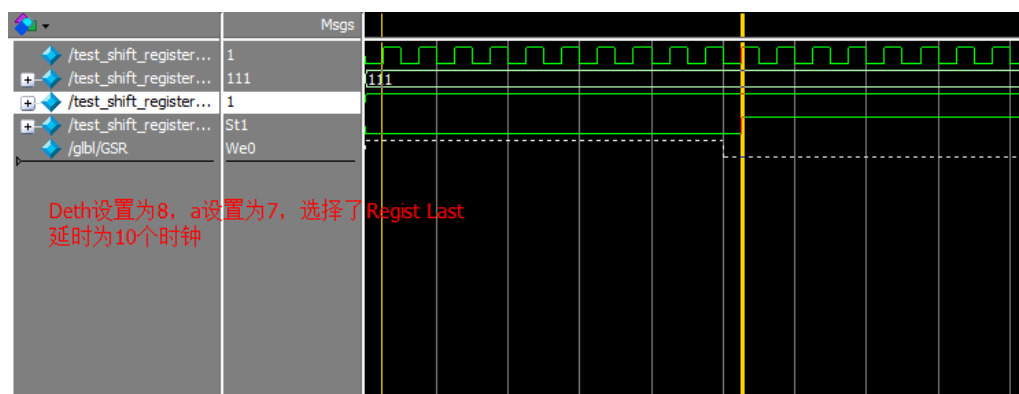 Msgs
/test_shift_register... 1
/test_shift_register... 111 111
/test_shift_register... 1
/test_shift_register... St1
/glbl/GSR We0
Deth设置为8，a设置为7，选择了Regist Last
延时为10个时钟